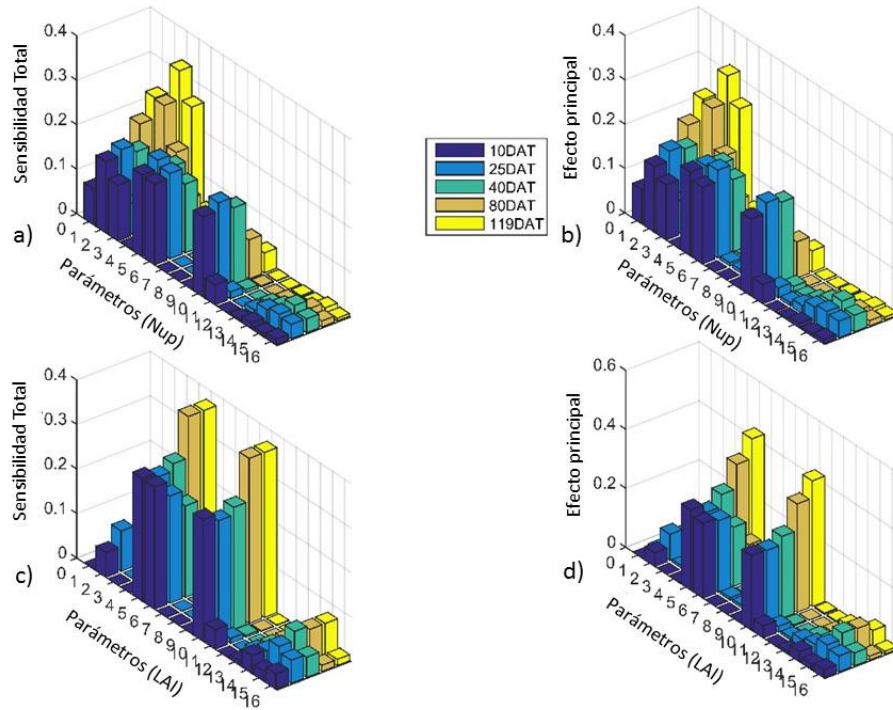 Sensibilidad Total
0.4
0.3
0.2
0.1
0
0 1 2 3 4 5 6 7 8 9 10 11 12 13 14 15 16
Parámetros (Nup)
a)
10DAT
25DAT
40DAT
80DAT
119DAT
Efecto principal
0.4
0.3
0.2
0.1
0
0 1 2 3 4 5 6 7 8 9 10 11 12 13 14 15 16
Parámetros (Nup)
b)
Sensibilidad Total
0.4
0.3
0.2
0.1
0
0 1 2 3 4 5 6 7 8 9 10 11 12 13 14 15 16
Parámetros (LAI)
c)
Efecto principal
0.6
0.4
0.2
0
0 1 2 3 4 5 6 7 8 9 10 11 12 13 14 15 16
Parámetros (LAI)
d)